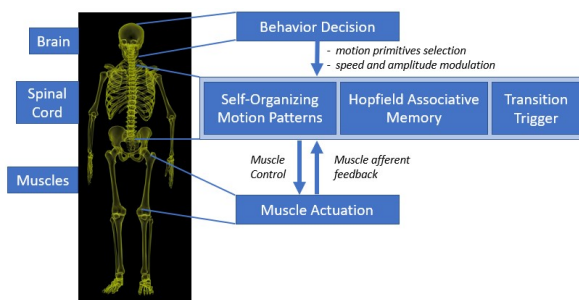 Brain
Behavior Decision
- motion primitives selection
- speed and amplitude modulation
Spinal
Cord
Self-Organizing
Motion Patterns
Hopfield Associative
Memory
Transition
Trigger
Muscle
Control
Muscle afferent
feedback
Muscles
Muscle Actuation